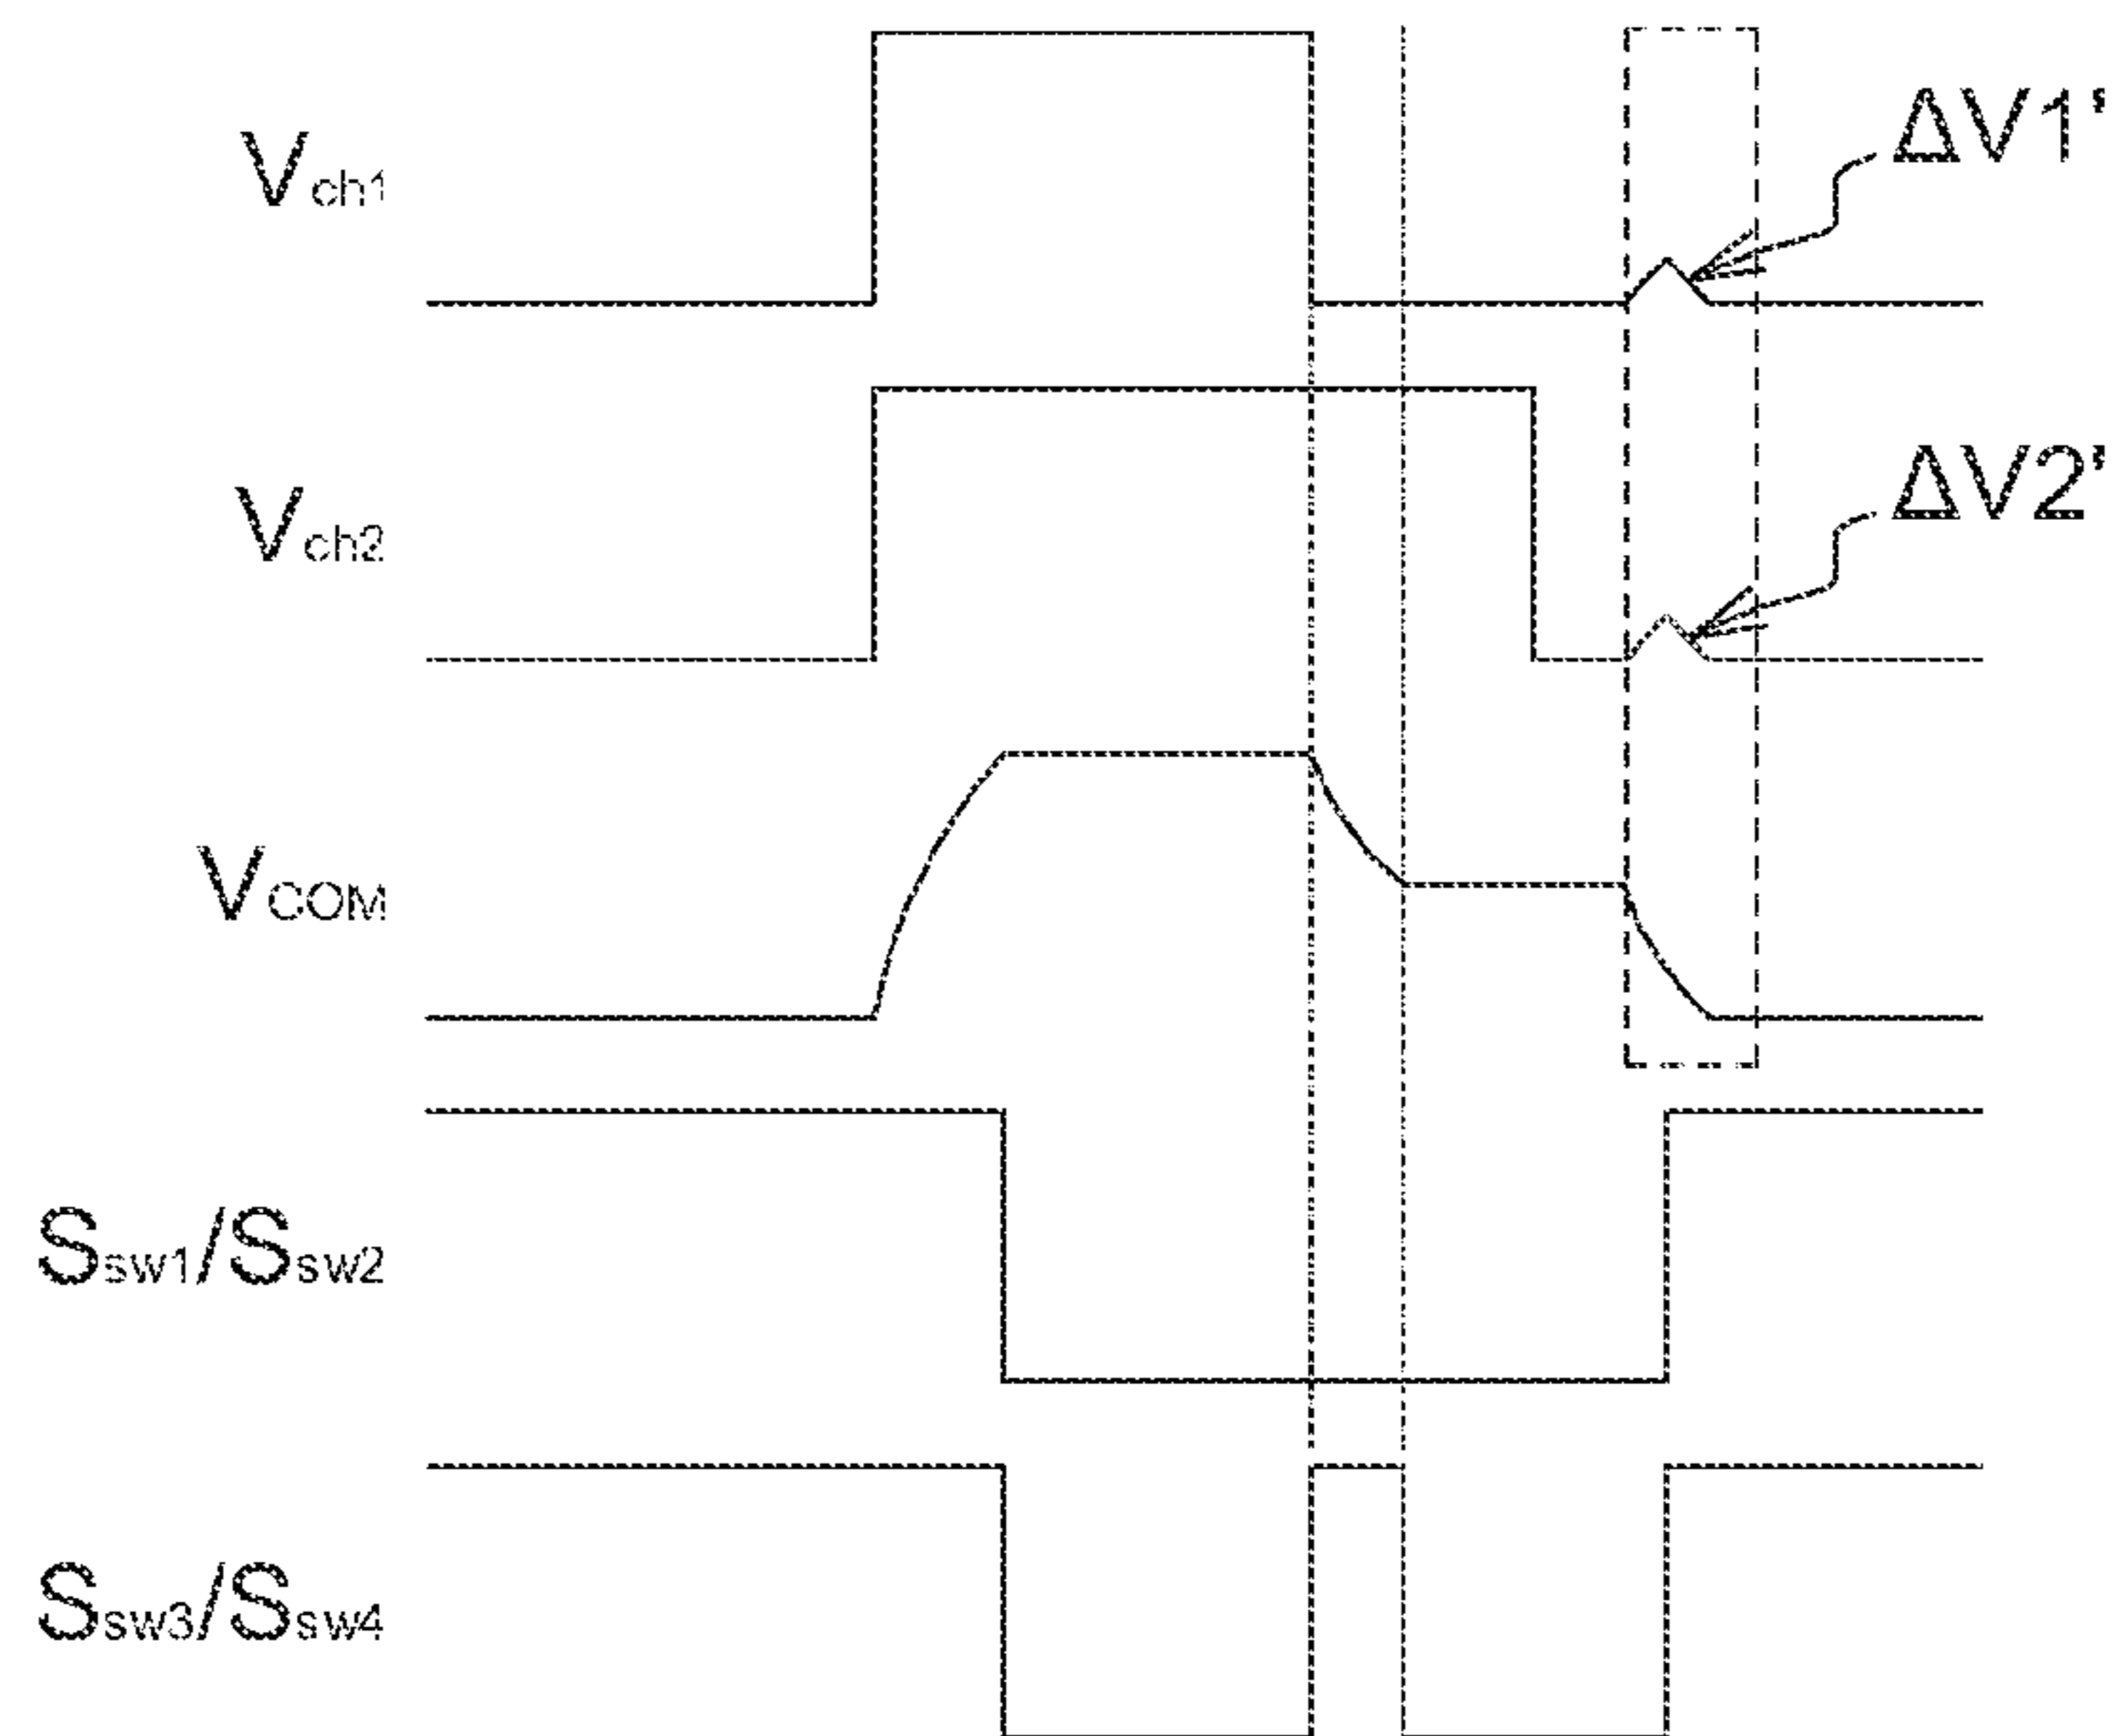 ΔV1'
Vch1
ΔV2'
Vch2
VCOM
Ssw1/Ssw2
Ssw3/Ssw4